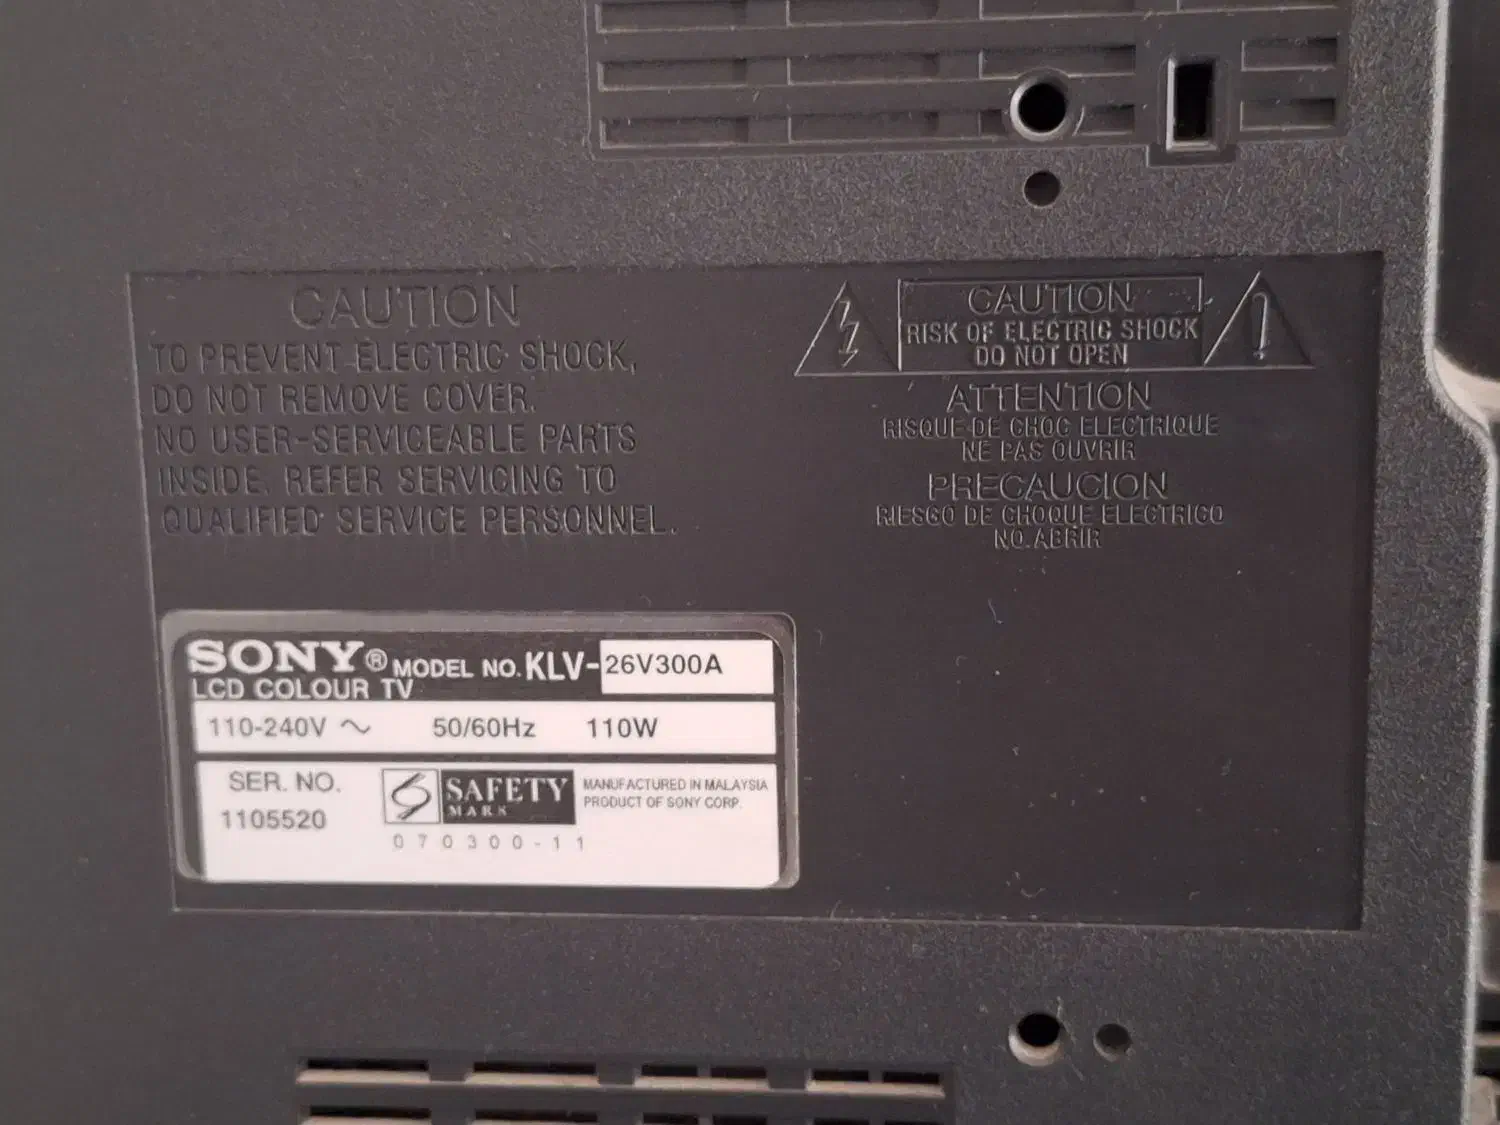 CAUTION
TO PREVENT ELECTRIC SHOCK,
DO NOT REMOVE COVER.
NO USER-SERVICEABLE PARTS
INSIDE. REFER SERVICING TO
QUALIFIED SERVICE PERSONNEL.
CAUTION
RISK OF ELECTRIC SHOCK
DO NOT OPEN
ATTENTION
RISQUE DE CHOC ELECTRIQUE
NE PAS OUVRIR
PRECAUCION
RIESGO DE CHOQUE ELECTRICO
NO ABRIR
SONY® MODEL NO. KLV-26V300A
LCD COLOUR TV
110-240V ~ 50/60Hz 110W
SER. NO.
1105520
SAFETY
MARK
070300-11
MANUFACTURED IN MALAYSIA
PRODUCT OF SONY CORP.